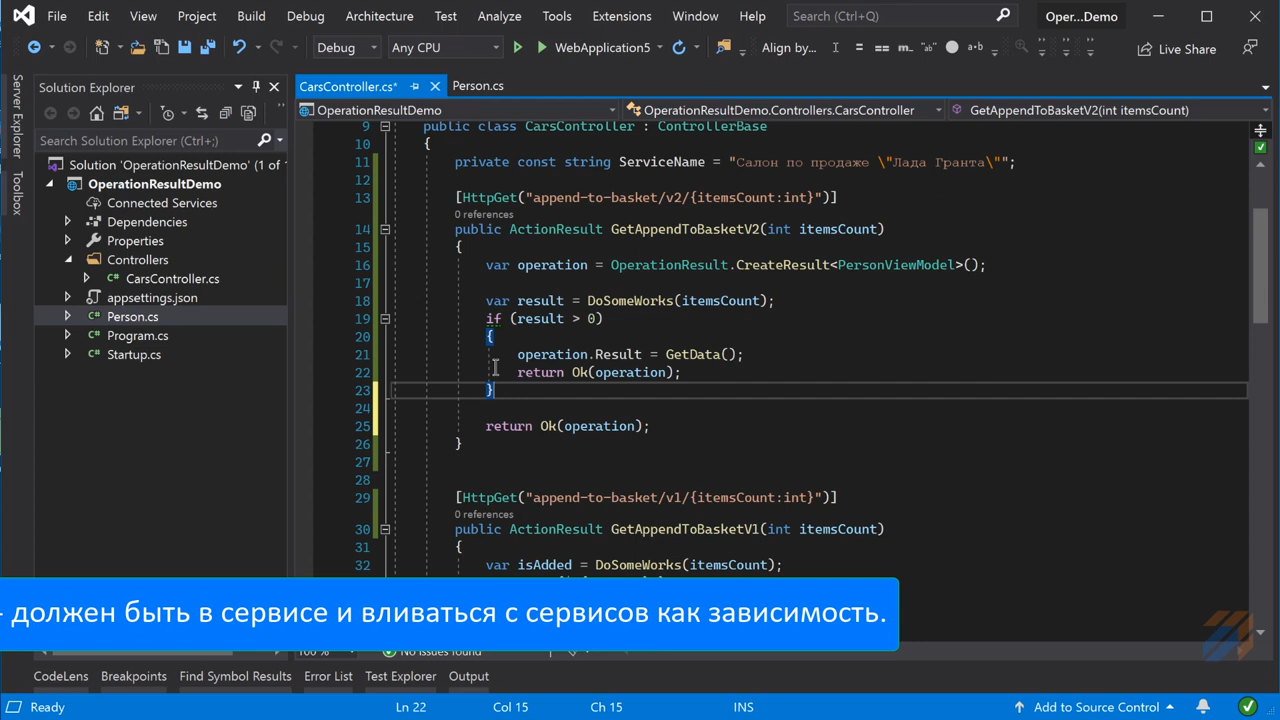 File Edit View Project Build Debug Architecture Test Analyze Tools Extensions Window Help Search (Ctrl+Q) Oper...Demo
Debug Any CPU WebApplication5 Align by... Live Share
Server Explorer
Toolbox
Solution Explorer
Search Solution Explorer (Ctrl+;)
Solution 'OperationResultDemo' (1 of 1
OperationResultDemo
Connected Services
Dependencies
Properties
Controllers
CarsController.cs
appsettings.json
Person.cs
Program.cs
Startup.cs
CarsController.cs* Person.cs
OperationResultDemo OperationResultDemo.Controllers.CarsController GetAppendToBasketV2(int itemsCount)
9 public class CarsController : ControllerBase
10 {
11 private const string ServiceName = "Салон по продаже \"Лада Гранта\"";
12
13 [HttpGet("append-to-basket/v2/{itemsCount:int}")]
0 references
14 public ActionResult GetAppendToBasketV2(int itemsCount)
15 {
16 var operation = OperationResult.CreateResult<PersonViewModel>();
17
18 var result = DoSomeWorks(itemsCount);
19 if (result > 0)
20 {
21 operation.Result = GetData();
22 return Ok(operation);
23 }
24
25 return Ok(operation);
26 }
27
28
29 [HttpGet("append-to-basket/v1/{itemsCount:int}")]
0 references
30 public ActionResult GetAppendToBasketV1(int itemsCount)
31 {
32 var isAdded = DoSomeWorks(itemsCount);
- должен быть в сервисе и вливаться с сервисов как зависимость.
100 % No issues found
CodeLens Breakpoints Find Symbol Results Error List Test Explorer Output
Ready Ln 22 Col 15 Ch 15 INS Add to Source Control